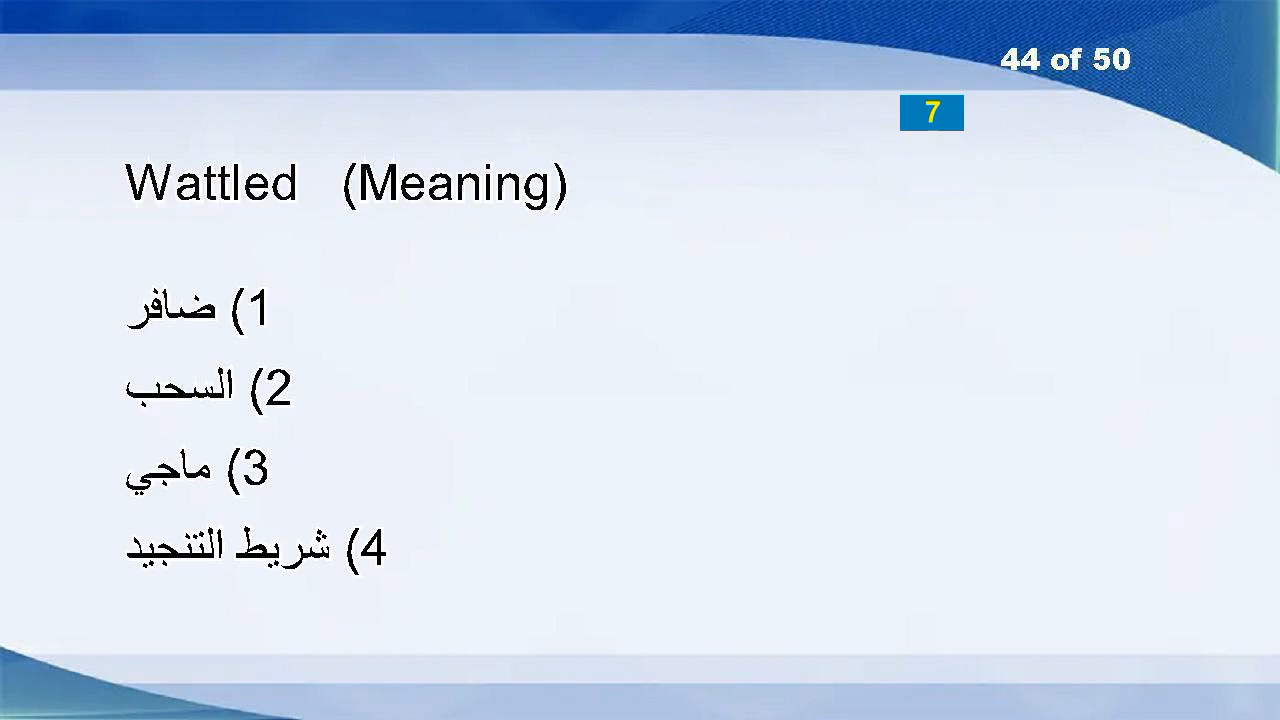 44 of 50
7
Wattled (Meaning)
1) ضافر
2) السحب
3) ماجي
4) شريط التنجيد